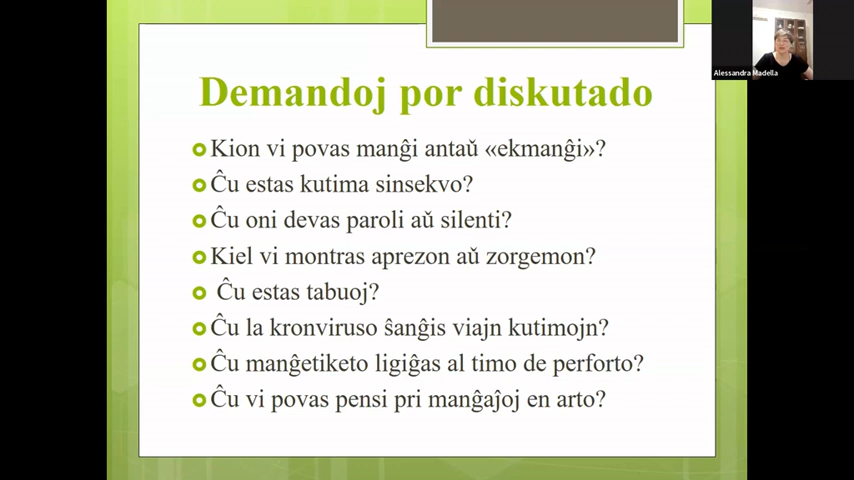 Demandoj por diskutado
Kion vi povas manĝi antaŭ «ekmanĝi»?
Ĉu estas kutima sinsekvo?
Ĉu oni devas paroli aŭ silenti?
Kiel vi montras aprezon aŭ zorgemon?
Ĉu estas tabuoj?
Ĉu la kronviruso ŝanĝis viajn kutimojn?
Ĉu manĝetiketo ligiĝas al timo de perforto?
Ĉu vi povas pensi pri manĝaĵoj en arto?
Alessandra Madella